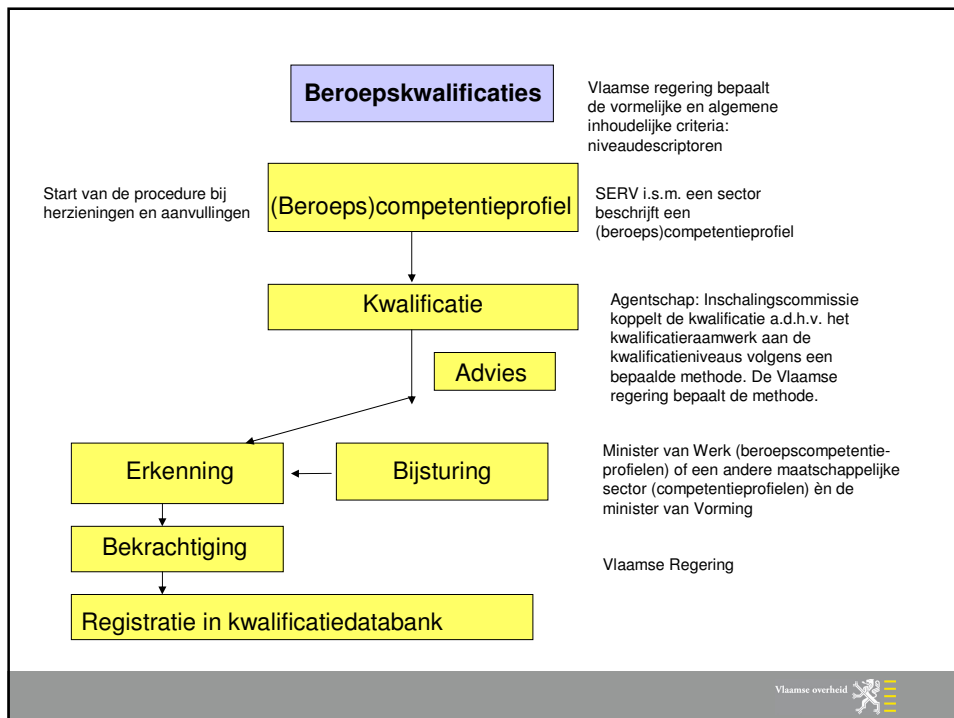 Beroepskwalificaties
Vlaamse regering bepaalt
de vormelijke en algemene
inhoudelijke criteria:
niveaudescriptoren
Start van de procedure bij
herzieningen en aanvullingen
(Beroeps)competentieprofiel
SERV i.s.m. een sector
beschrijft een
(beroeps)competentieprofiel
Kwalificatie
Agentschap: Inschalingscommissie
koppelt de kwalificatie a.d.h.v. het
kwalificatieraamwerk aan de
kwalificatieniveaus volgens een
bepaalde methode. De Vlaamse
regering bepaalt de methode.
Advies
Erkenning
Bijsturing
Minister van Werk (beroepscompetentie-
profielen) of een andere maatschappelijke
sector (competentieprofielen) èn de
minister van Vorming
Bekrachtiging
Vlaamse Regering
Registratie in kwalificatiedatabank
Vlaamse overheid